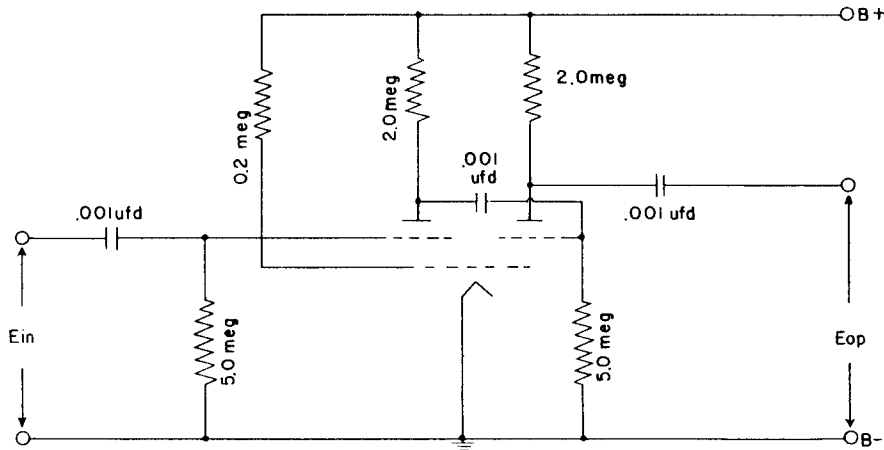 B+
0.2 meg
2.0meg
2.0meg
.001
ufd
.001ufd
.001 ufd
Ein
5.0 meg
5.0 meg
Eop
B-